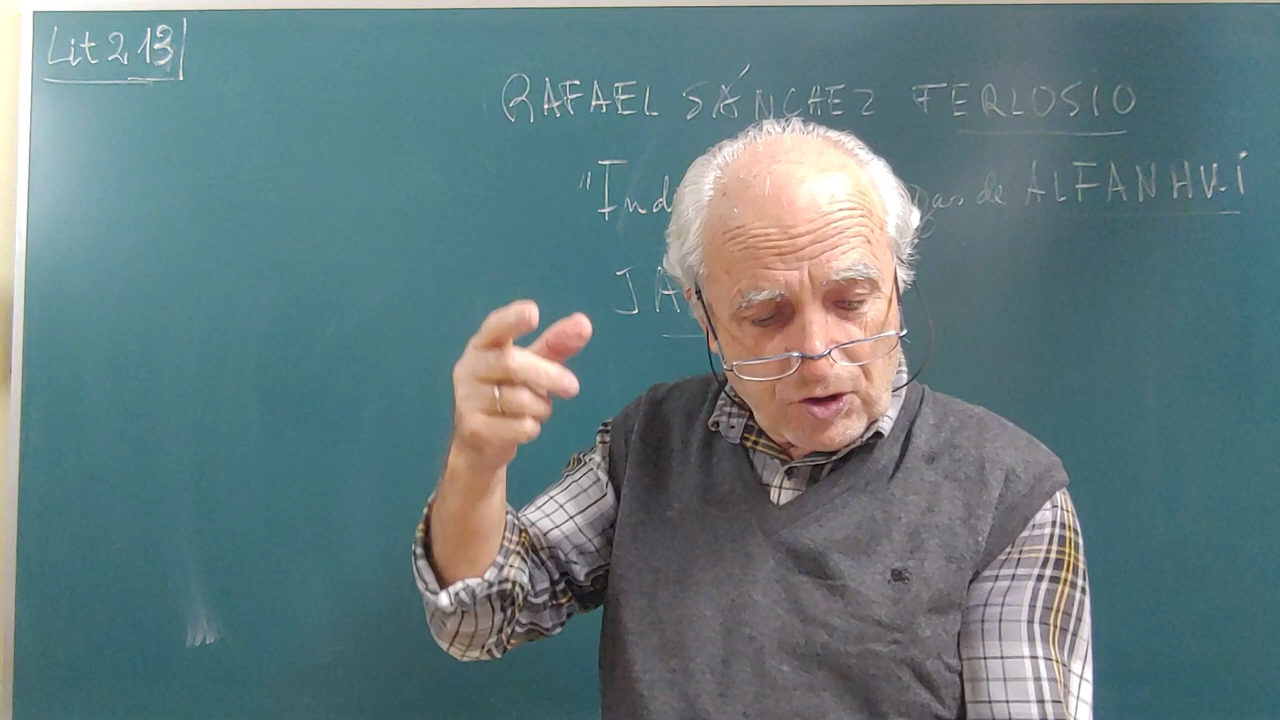 Lit 2.13
RAFAEL SÁNCHEZ FERLOSIO
"Ind de ALFANHUÍ
JA